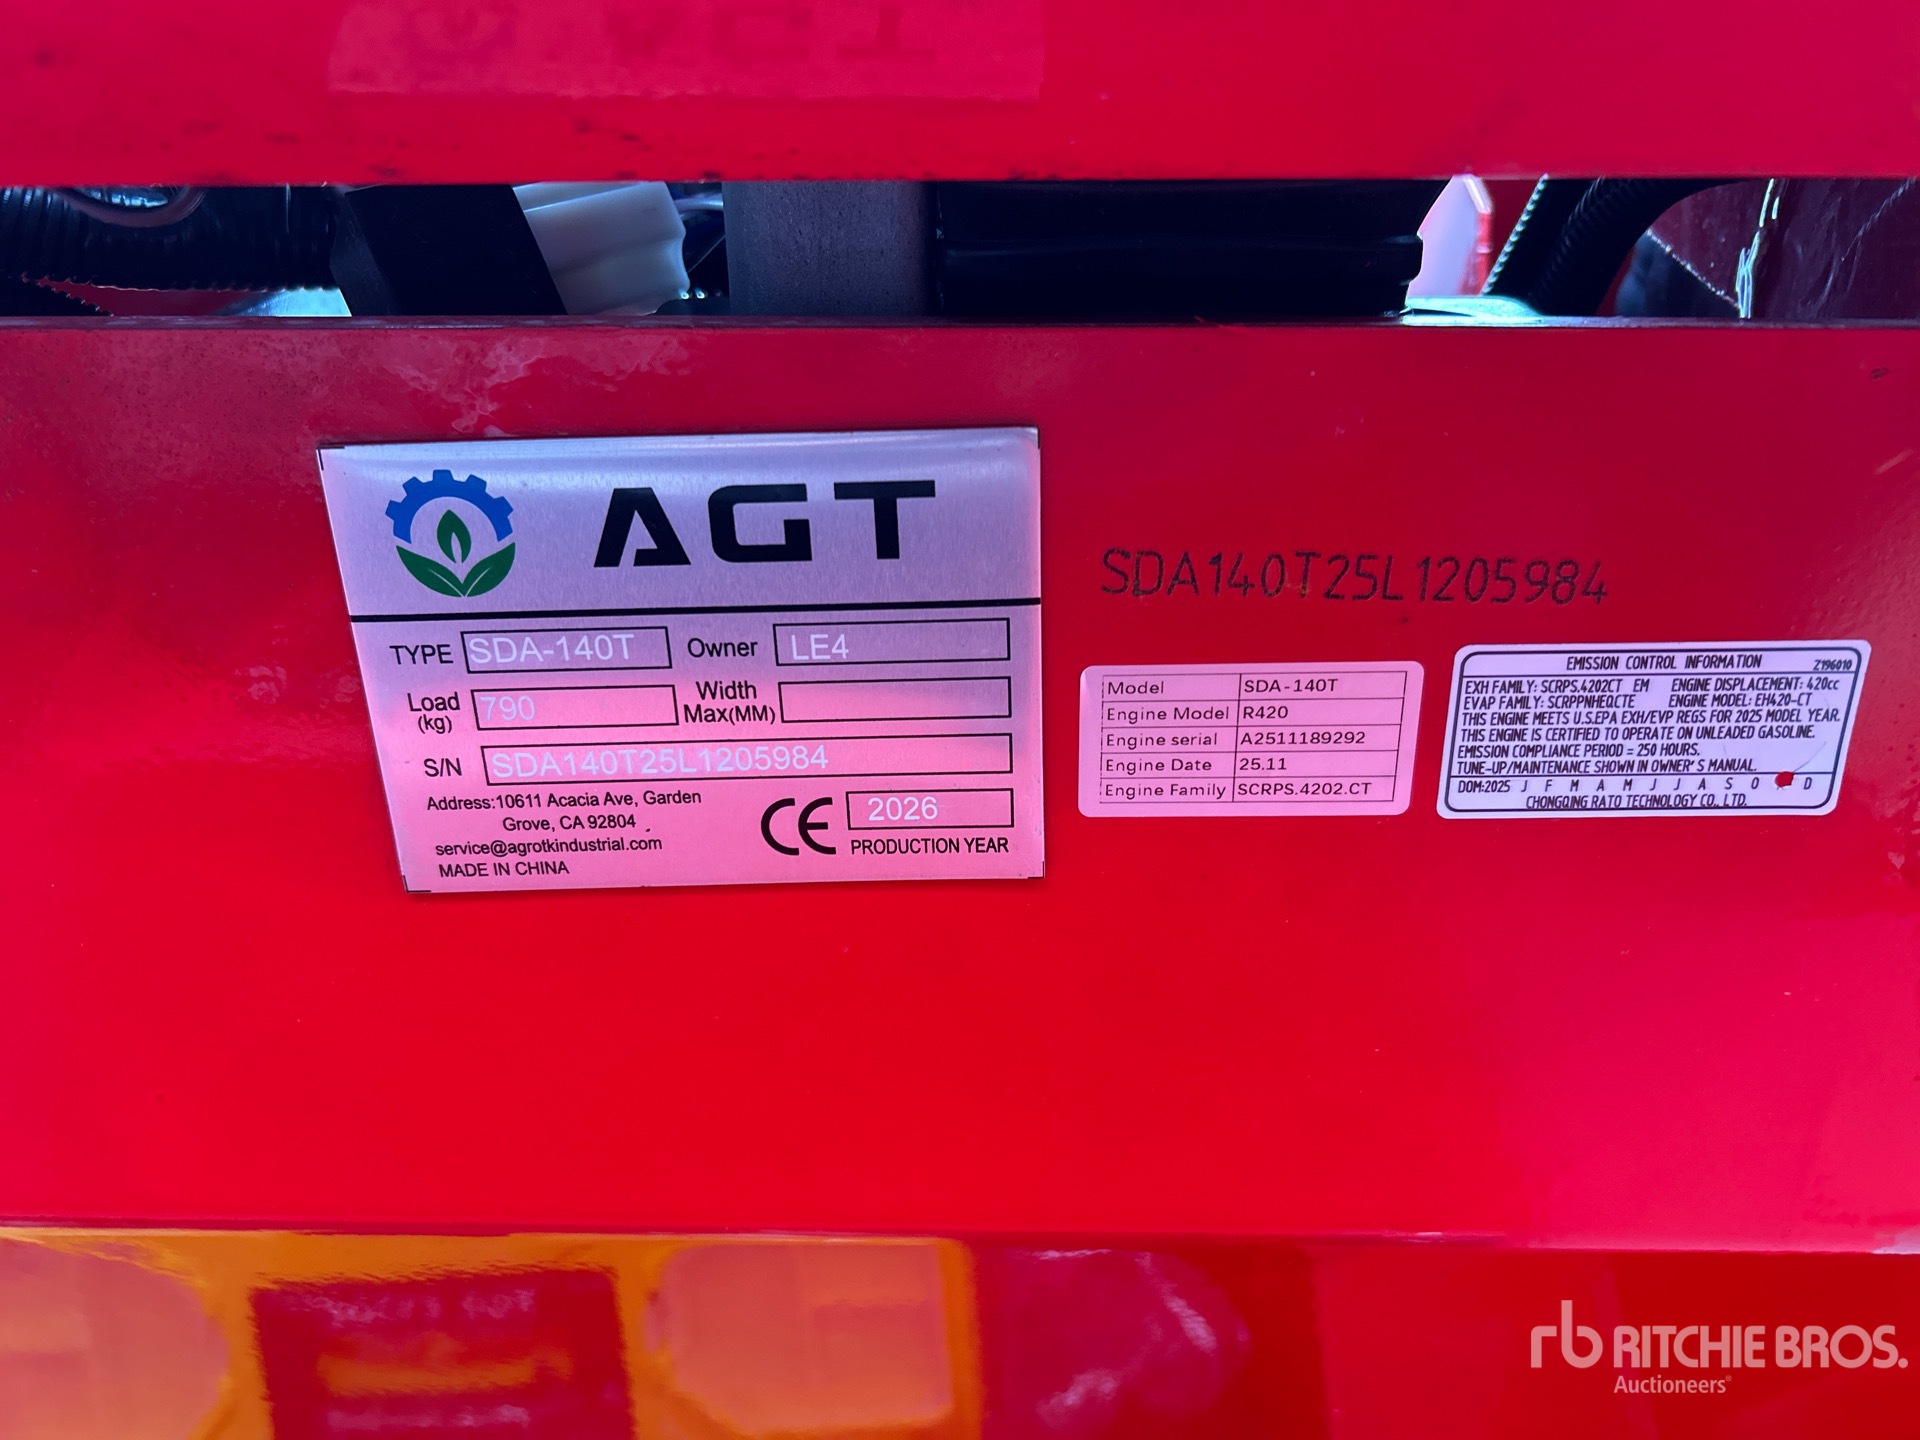 AGT
TYPE SDA-140T Owner LE4
Load (kg) 790 Width Max(MM)
S/N SDA140T25L1205984
Address:10611 Acacia Ave, Garden
Grove, CA 92804
service@agrotkindustrial.com
MADE IN CHINA
CE 2026
PRODUCTION YEAR
SDA140T25L1205984
Model SDA-140T
Engine Model R420
Engine serial A2511189292
Engine Date 25.11
Engine Family SCRPS.4202.CT
EMISSION CONTROL INFORMATION Z196010
EXH FAMILY: SCRPS.4202CT EM ENGINE DISPLACEMENT: 420cc
EVAP FAMILY: SCRPPNHEQCTE ENGINE MODEL: EH420-CT
THIS ENGINE MEETS U.S.EPA EXH/EVP REGS FOR 2025 MODEL YEAR.
THIS ENGINE IS CERTIFIED TO OPERATE ON UNLEADED GASOLINE.
EMISSION COMPLIANCE PERIOD = 250 HOURS.
TUNE-UP/MAINTENANCE SHOWN IN OWNER'S MANUAL.
DOM:2025 J F M A M J J A S O D
CHONGQING RATO TECHNOLOGY CO., LTD.
rb RITCHIE BROS.
Auctioneers